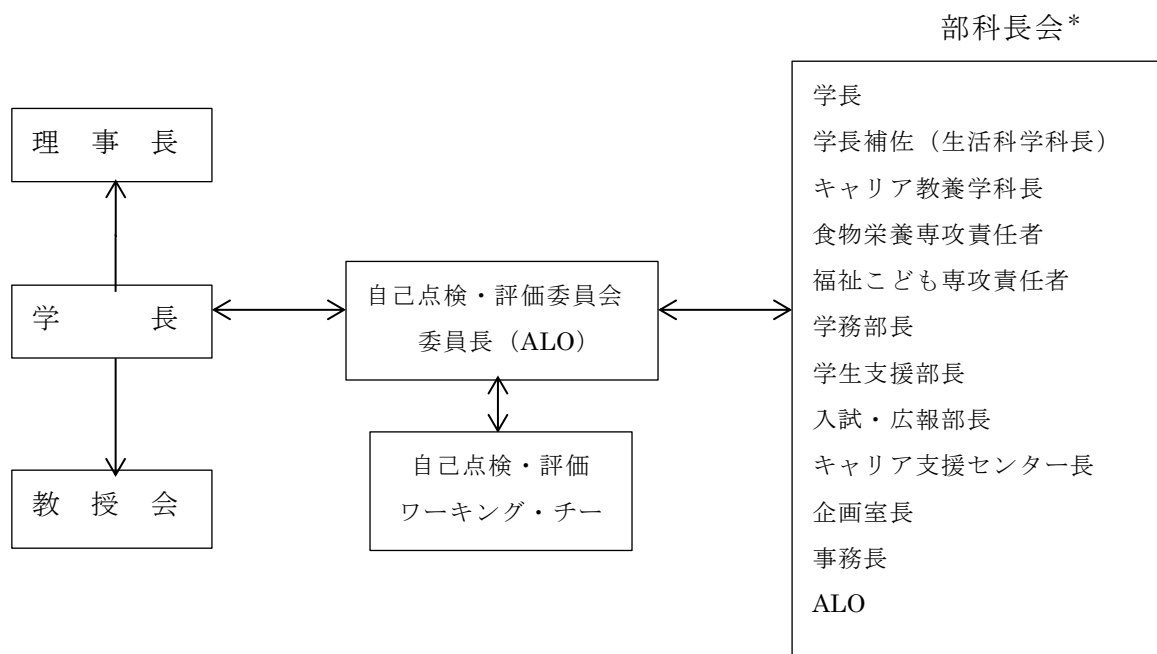 部科長会*
理　事　長
学　　　長
教　授　会
自己点検・評価委員会
委員長（ALO）
自己点検・評価
ワーキング・チー
学長
学長補佐（生活科学科長）
キャリア教養学科長
食物栄養専攻責任者
福祉こども専攻責任者
学務部長
学生支援部長
入試・広報部長
キャリア支援センター長
企画室長
事務長
ALO